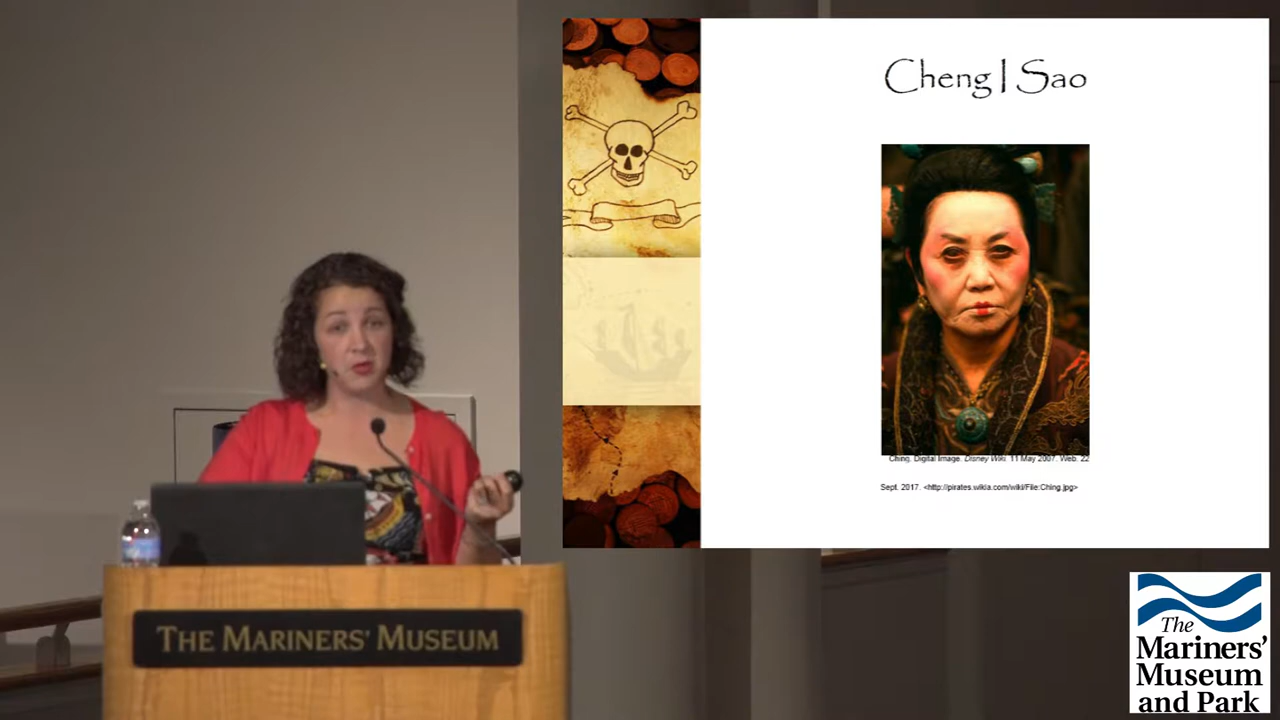 Cheng I Sao
Ching. Digital Image. Disney Wiki. 11 May 2007. Web. 22
Sept. 2017. <http://pirates.wikia.com/wiki/File:Ching.jpg>
THE MARINERS' MUSEUM
The
Mariners'
Museum
and Park